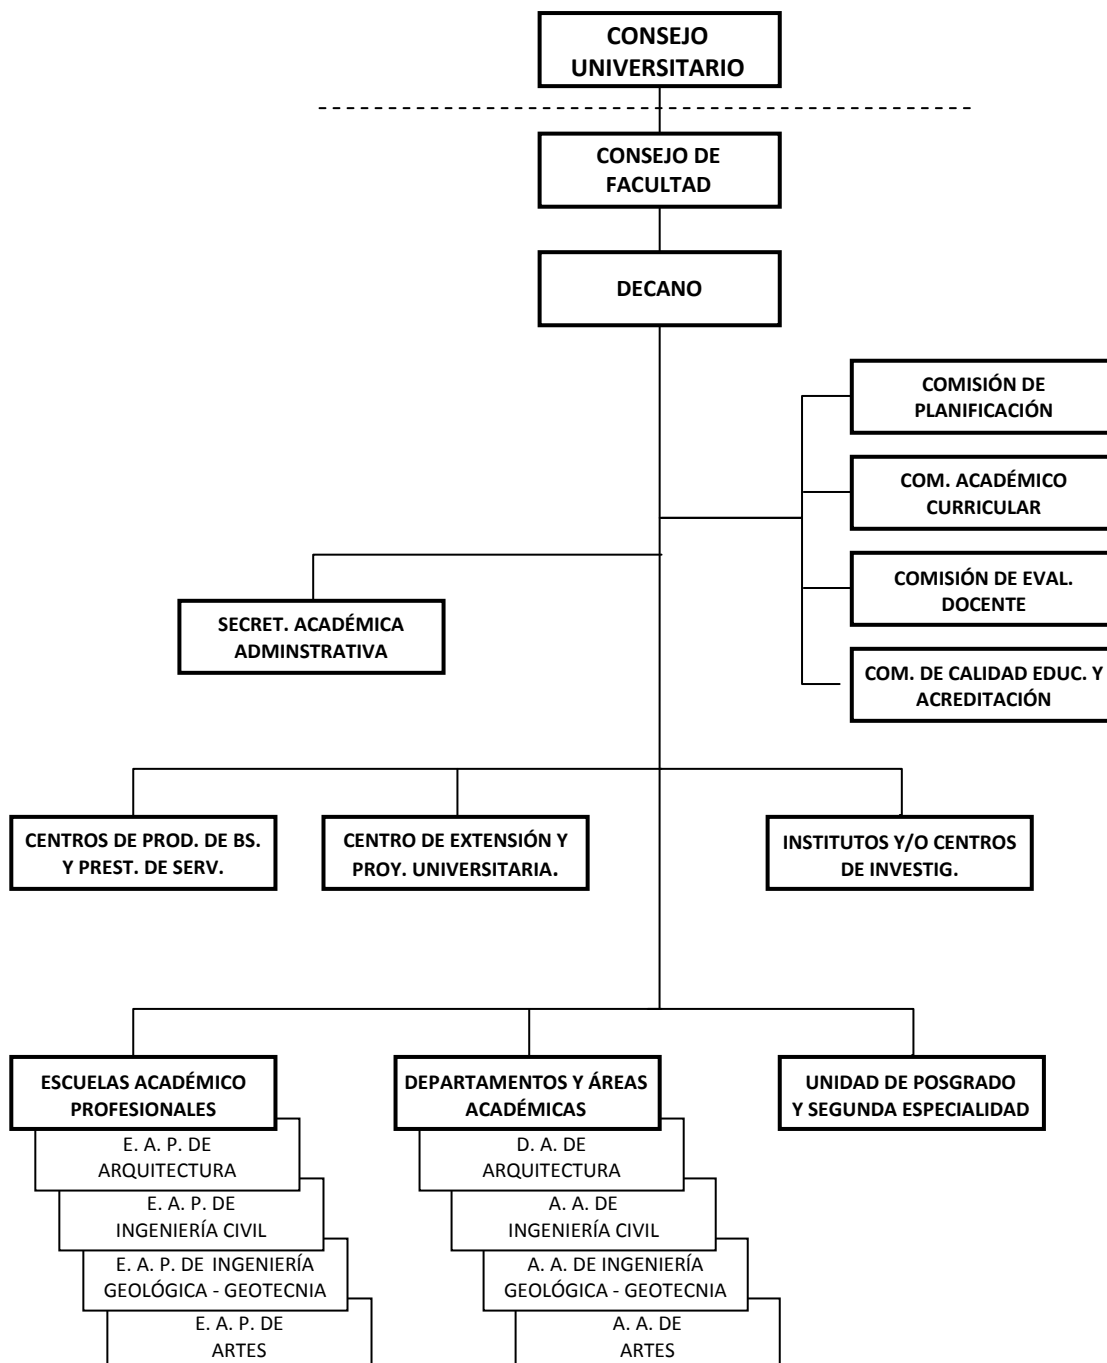 CONSEJO
UNIVERSITARIO
CONSEJO DE
FACULTAD
DECANO
COMISIÓN DE
PLANIFICACIÓN
COM. ACADÉMICO
CURRICULAR
COMISIÓN DE EVAL.
DOCENTE
COM. DE CALIDAD EDUC. Y
ACREDITACIÓN
SECRET. ACADÉMICA
ADMINSTRATIVA
CENTROS DE PROD. DE BS.
Y PREST. DE SERV.
CENTRO DE EXTENSIÓN Y
PROY. UNIVERSITARIA.
INSTITUTOS Y/O CENTROS
DE INVESTIG.
ESCUELAS ACADÉMICO
PROFESIONALES
E. A. P. DE
ARQUITECTURA
E. A. P. DE
INGENIERÍA CIVIL
E. A. P. DE INGENIERÍA
GEOLÓGICA - GEOTECNIA
E. A. P. DE
ARTES
DEPARTAMENTOS Y ÁREAS
ACADÉMICAS
D. A. DE
ARQUITECTURA
A. A. DE
INGENIERÍA CIVIL
A. A. DE INGENIERÍA
GEOLÓGICA - GEOTECNIA
A. A. DE
ARTES
UNIDAD DE POSGRADO
Y SEGUNDA ESPECIALIDAD